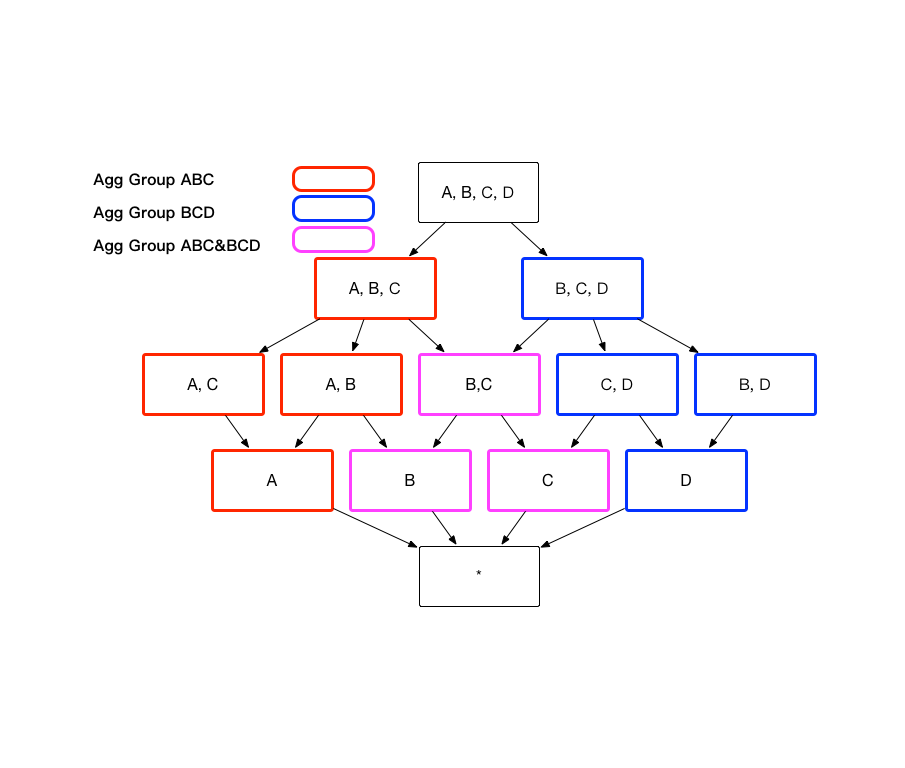 Agg Group ABC
Agg Group BCD
Agg Group ABC&BCD
A, B, C, D
A, B, C
B, C, D
A, C
A, B
B,C
C, D
B, D
A
B
C
D
*